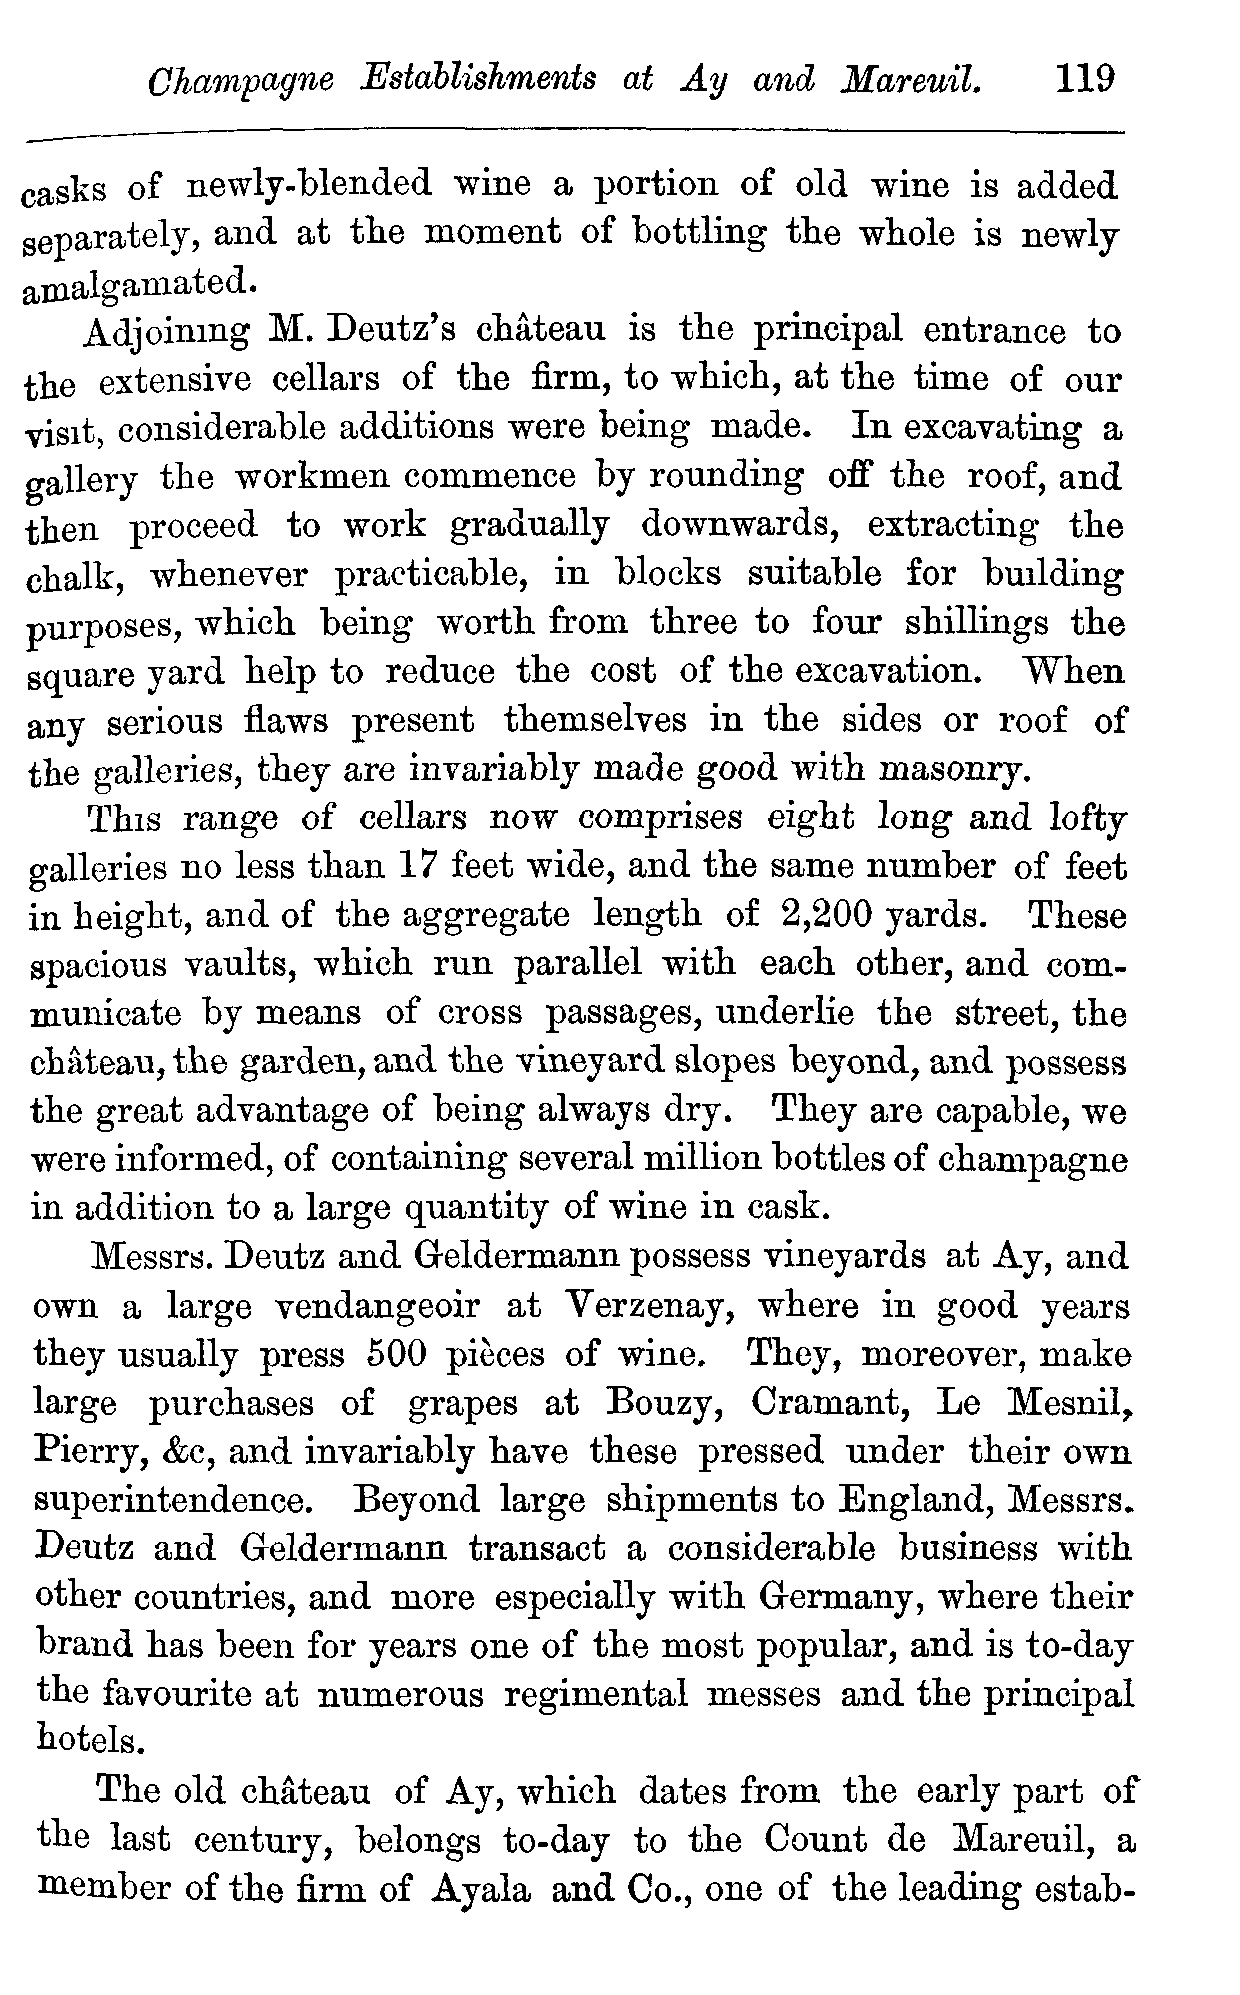 Champagne Establishments at Ay and Mareuil. 119
casks of newly-blended wine a portion of old wine is added
separately, and at the moment of bottling the whole is newly
amalgamated.
Adjoining M. Deutz's château is the principal entrance to
the extensive cellars of the firm, to which, at the time of our
visit, considerable additions were being made. In excavating a
gallery the workmen commence by rounding off the roof, and
then proceed to work gradually downwards, extracting the
chalk, whenever practicable, in blocks suitable for building
purposes, which being worth from three to four shillings the
square yard help to reduce the cost of the excavation. When
any serious flaws present themselves in the sides or roof of
the galleries, they are invariably made good with masonry.
This range of cellars now comprises eight long and lofty
galleries no less than 17 feet wide, and the same number of feet
in height, and of the aggregate length of 2,200 yards. These
spacious vaults, which run parallel with each other, and com-
municate by means of cross passages, underlie the street, the
château, the garden, and the vineyard slopes beyond, and possess
the great advantage of being always dry. They are capable, we
were informed, of containing several million bottles of champagne
in addition to a large quantity of wine in cask.
Messrs. Deutz and Geldermann possess vineyards at Ay, and
own a large vendangeoir at Verzenay, where in good years
they usually press 500 pièces of wine. They, moreover, make
large purchases of grapes at Bouzy, Cramant, Le Mesnil,
Pierry, &c, and invariably have these pressed under their own
superintendence. Beyond large shipments to England, Messrs.
Deutz and Geldermann transact a considerable business with
other countries, and more especially with Germany, where their
brand has been for years one of the most popular, and is to-day
the favourite at numerous regimental messes and the principal
hotels.
The old château of Ay, which dates from the early part of
the last century, belongs to-day to the Count de Mareuil, a
member of the firm of Ayala and Co., one of the leading estab-